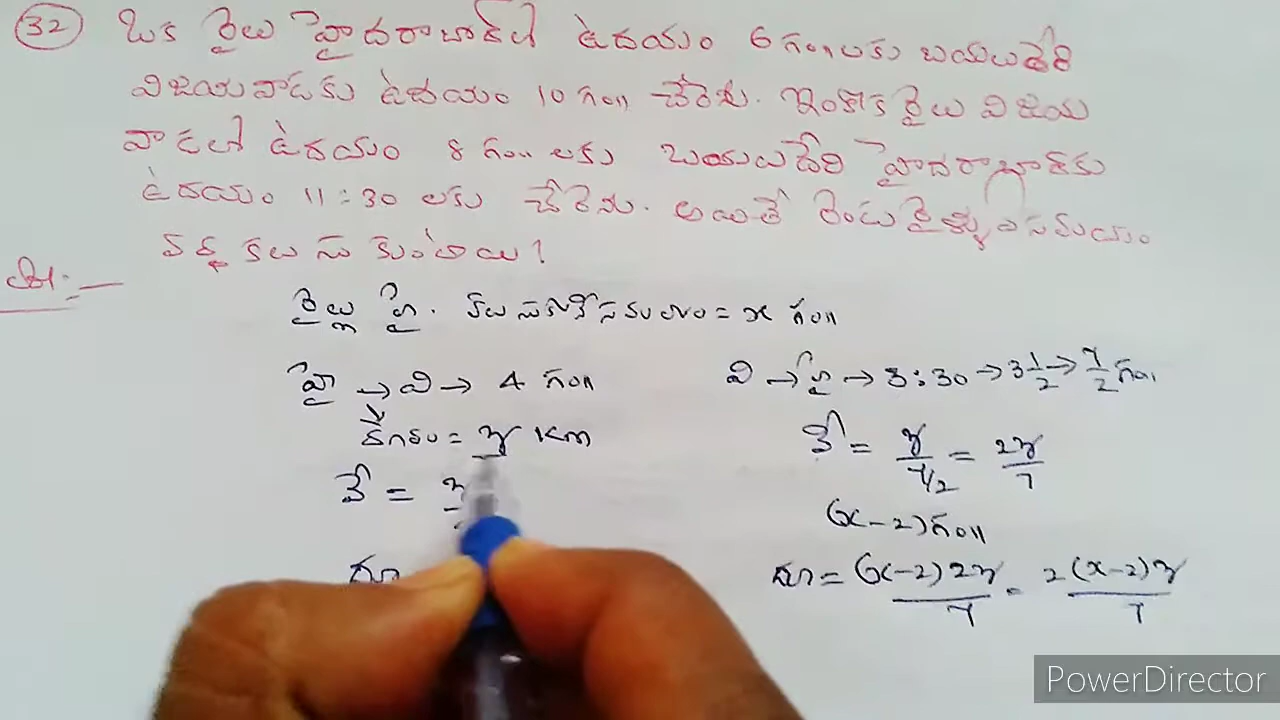 32 ఒక రైలు హైదరాబాద్‌లో ఉదయం 6 గం॥లకు బయలుదేరి
విజయవాడకు ఉదయం 10 గం॥ చేరెను. ఇంకొక రైలు విజయ
వాడలో ఉదయం 8 గం॥లకు బయలుదేరి హైదరాబాద్‌కు
ఉదయం 11:30 లకు చేరెను. అయితే రెండు రైళ్ళు ఏ సమయం
వద్ద కలుసుకుంటాయి?
రైల్లు హై. కలుసుకొనే సమయం = x గం॥
హై → వి → 4 గం॥
దూరం = y Km
వే = y
దూ
వి → హై → 3:30 → 3 1/2 → 7/2 గం.
వే = y / 7/2 = 2y/7
(x-2) గం॥
దూ = (x-2)2y/7 = 2(x-2)y/7
PowerDirector